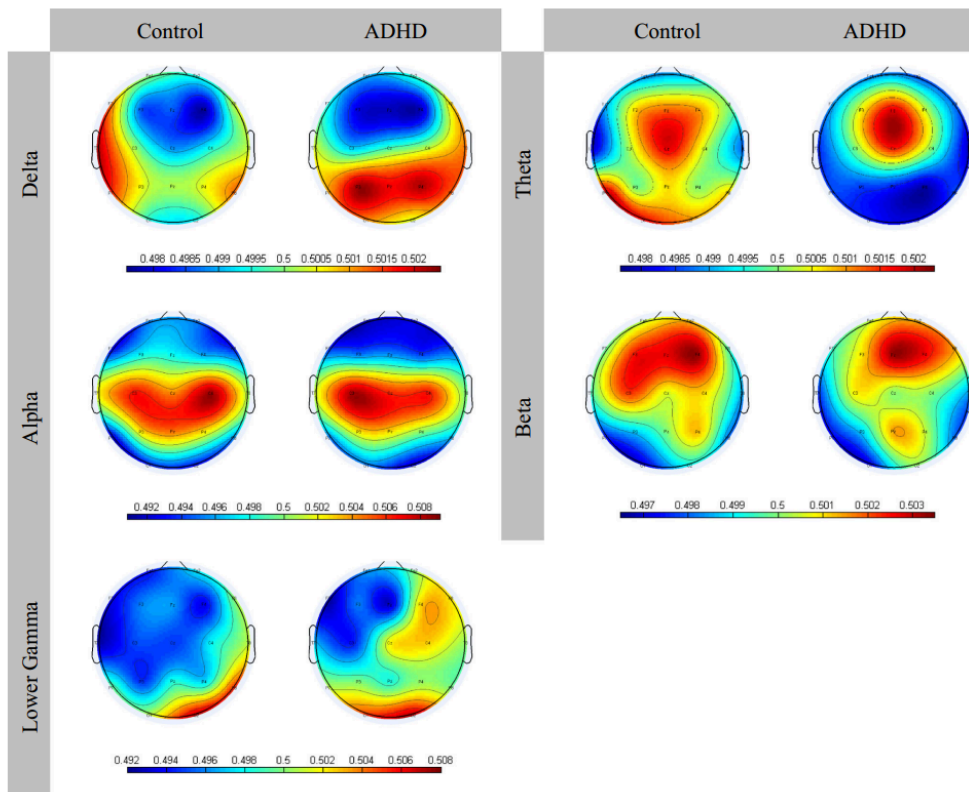 Control ADHD
Control ADHD
Delta
Theta
0.498 0.4985 0.499 0.4995 0.5 0.5005 0.501 0.5015 0.502
0.498 0.4985 0.499 0.4995 0.5 0.5005 0.501 0.5015 0.502
Alpha
Beta
0.492 0.494 0.496 0.498 0.5 0.502 0.504 0.506 0.508
0.497 0.498 0.499 0.5 0.501 0.502 0.503
Lower Gamma
0.492 0.494 0.496 0.498 0.5 0.502 0.504 0.506 0.508